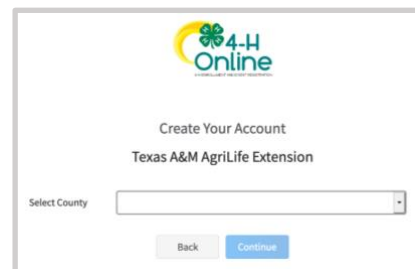 4-H
Online
Create Your Account
Texas A&M AgriLife Extension
Select County
Back
Continue